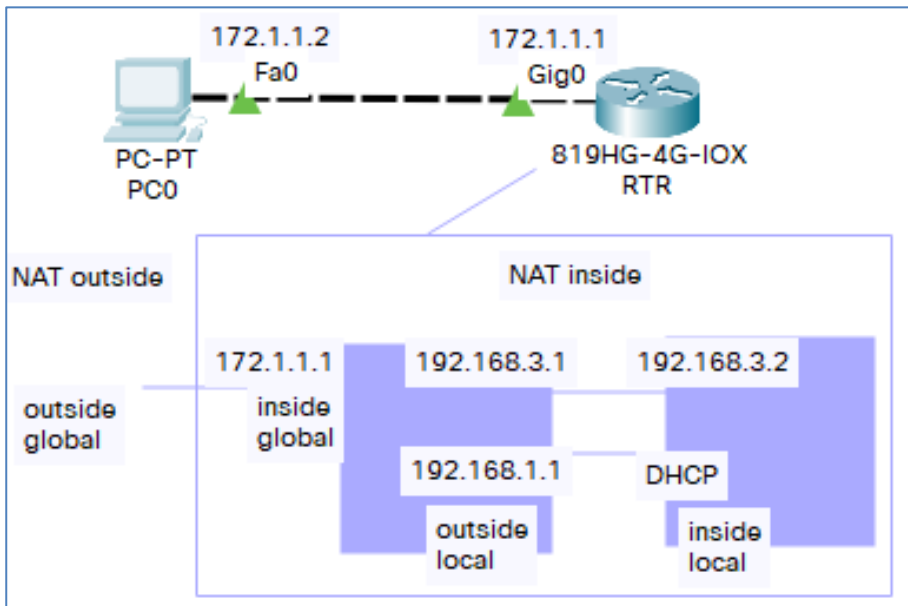 172.1.1.2
172.1.1.1
Fa0
Gig0
PC-PT
PC0
819HG-4G-IOX
RTR
NAT outside
NAT inside
172.1.1.1
192.168.3.1
192.168.3.2
outside
global
inside
global
192.168.1.1
DHCP
outside
local
inside
local